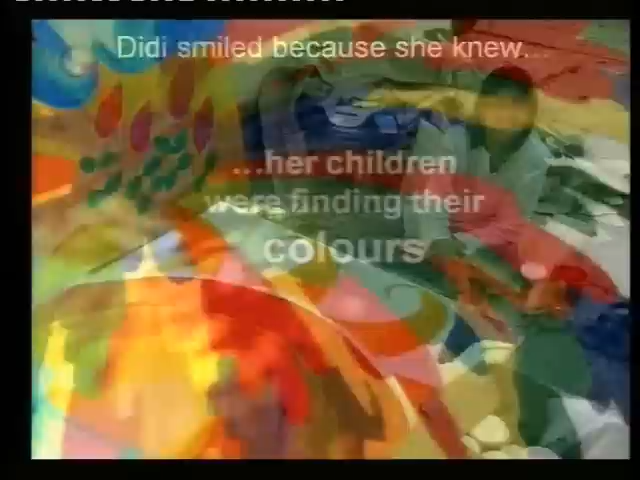 Didi smiled because she knew...
...her children
were finding their
colours